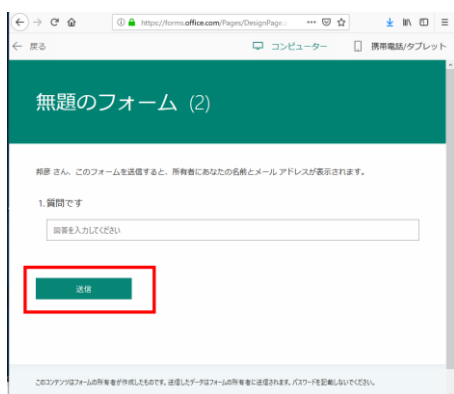 https://forms.office.com/Pages/DesignPage.
戻る
コンピューター
携帯電話/タブレット
無題のフォーム (2)
邦彦 さん、このフォームを送信すると、所有者にあなたの名前とメール アドレスが表示されます。
1. 質問です
回答を入力してください
送信
このコンテンツはフォームの所有者が作成したものです。送信したデータはフォームの所有者に送信されます。パスワードを記載しないでください。